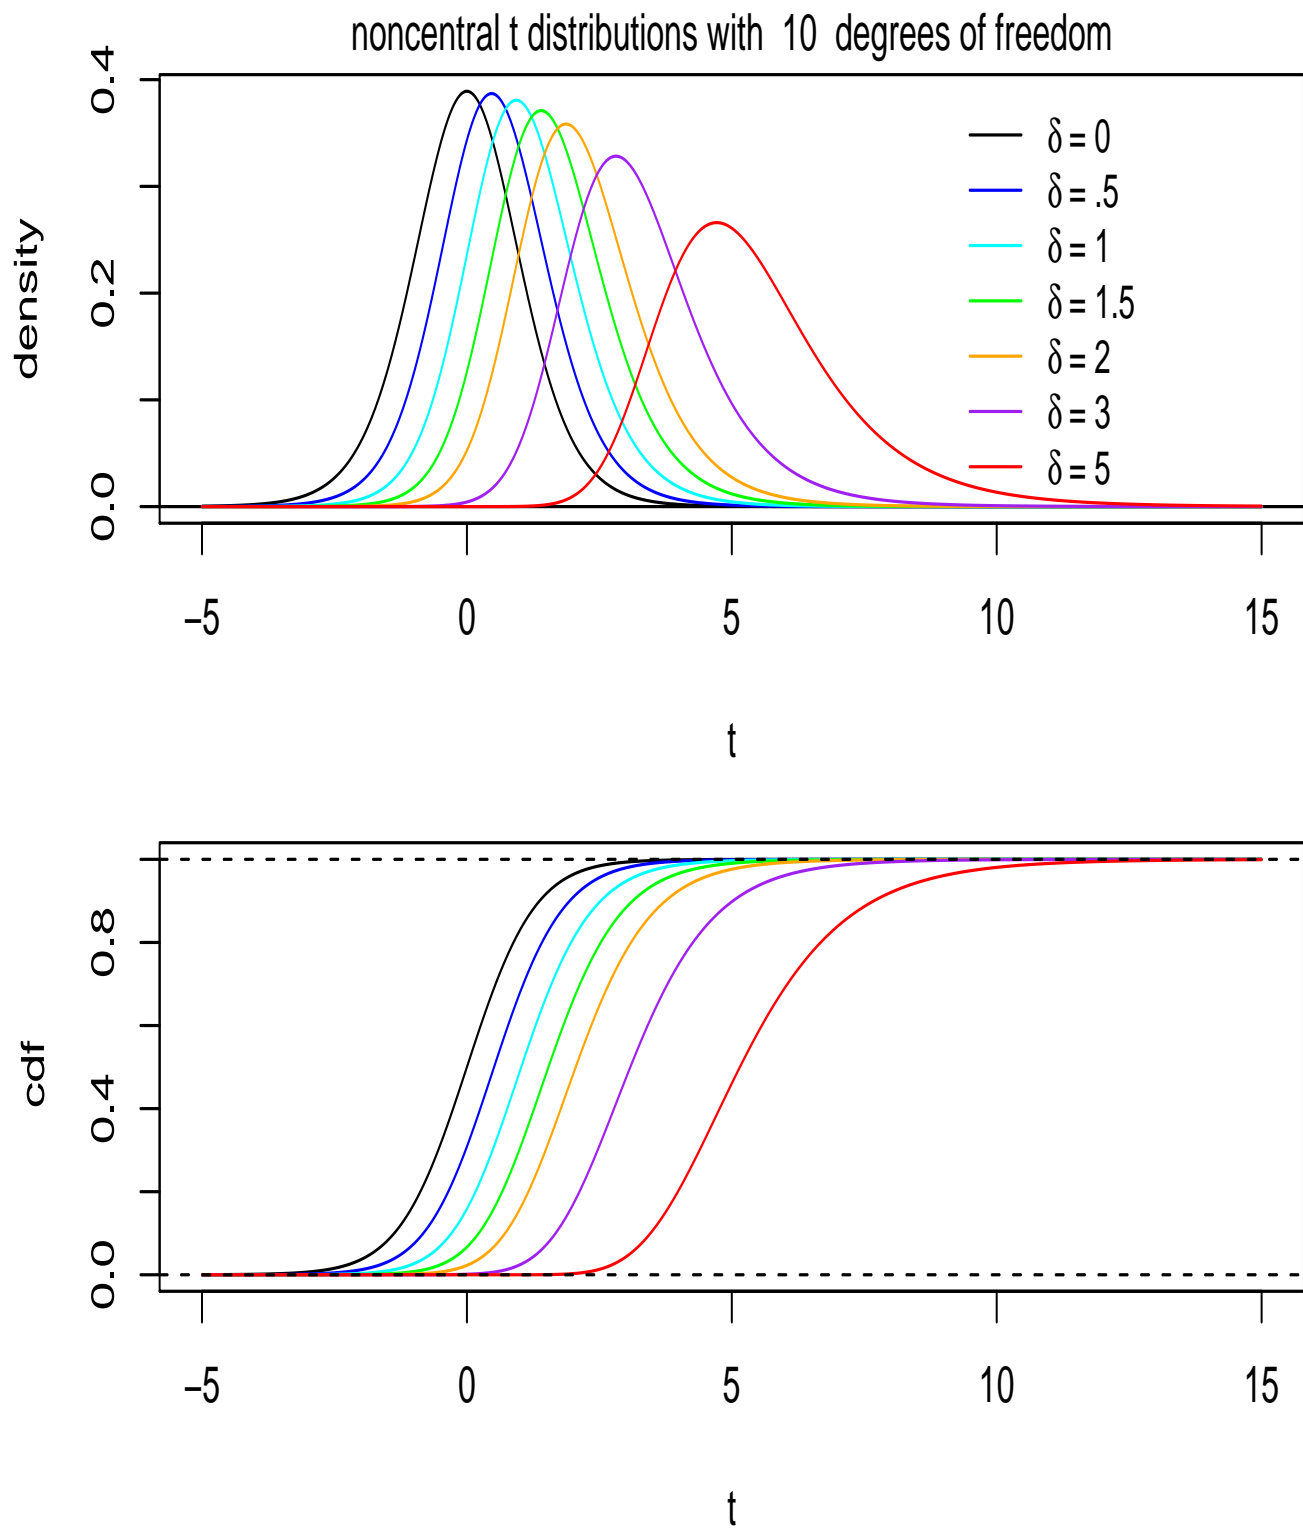 noncentral t distributions with 10 degrees of freedom
0.4
0.2
0.0
density
δ = 0
δ = .5
δ = 1
δ = 1.5
δ = 2
δ = 3
δ = 5
–5 0 5 10 15
t
0.8
0.4
0.0
cdf
–5 0 5 10 15
t